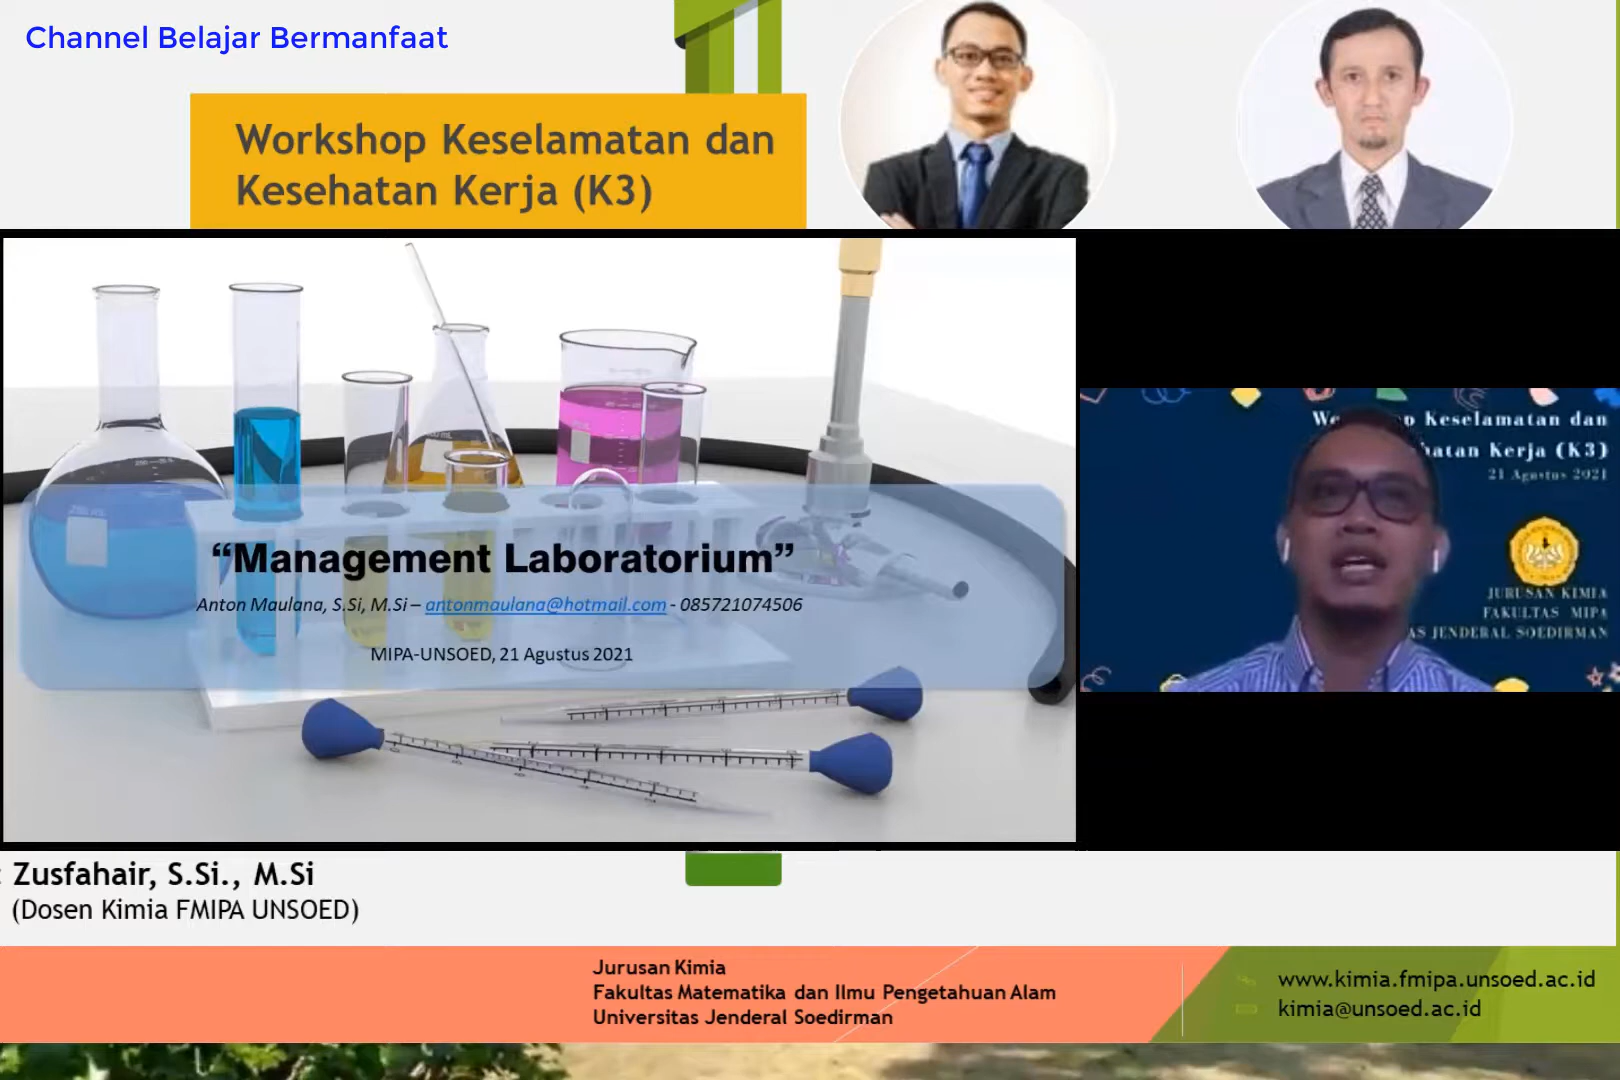 Channel Belajar Bermanfaat
Workshop Keselamatan dan
Kesehatan Kerja (K3)
“Management Laboratorium”
Anton Maulana, S.Si, M.Si – antonmaulana@hotmail.com - 085721074506
MIPA-UNSOED, 21 Agustus 2021
Keselamatan dan
Kerja (K3)
21 Agustus 2021
JURUSAN KIMIA
FAKULTAS MIPA
JENDERAL SOEDIRMAN
: Zusfahair, S.Si., M.Si
(Dosen Kimia FMIPA UNSOED)
Jurusan Kimia
Fakultas Matematika dan Ilmu Pengetahuan Alam
Universitas Jenderal Soedirman
www.kimia.fmipa.unsoed.ac.id
kimia@unsoed.ac.id